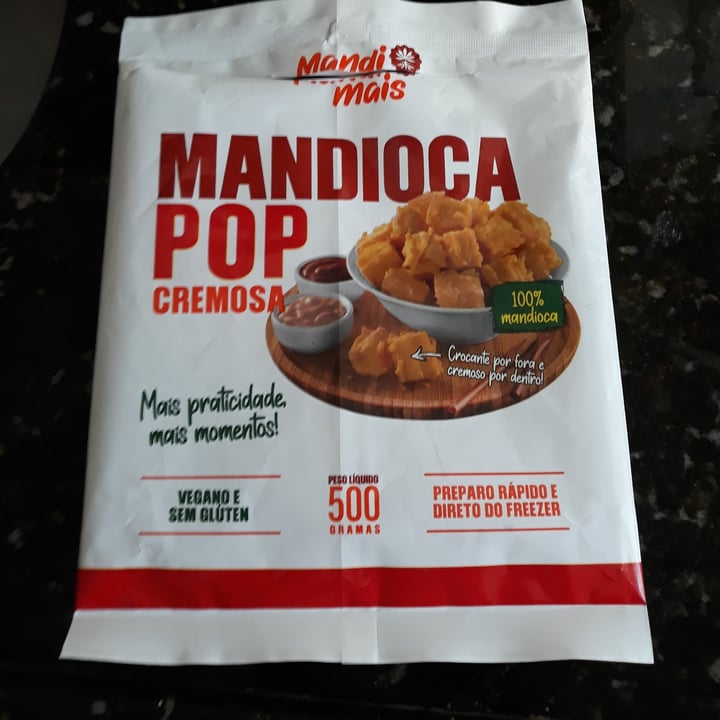 Mandi
mais
MANDIOCA
POP
CREMOSA
100%
mandioca
Crocante por fora e
cremoso por dentro!
Mais praticidade,
mais momentos!
VEGANO E
SEM GLÚTEN
PESO LÍQUIDO
500
GRAMAS
PREPARO RÁPIDO E
DIRETO DO FREEZER